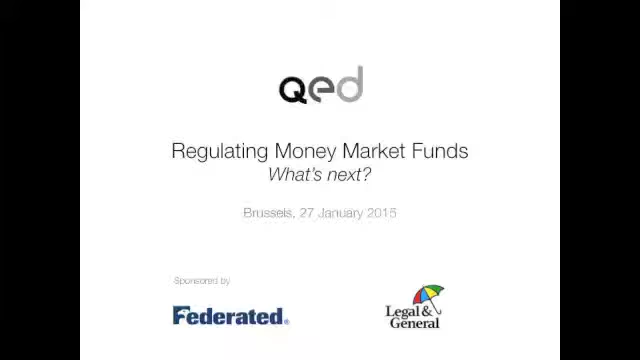 qed
Regulating Money Market Funds
What's next?
Brussels, 27 January 2015
Sponsored by
Federated®
Legal &
General